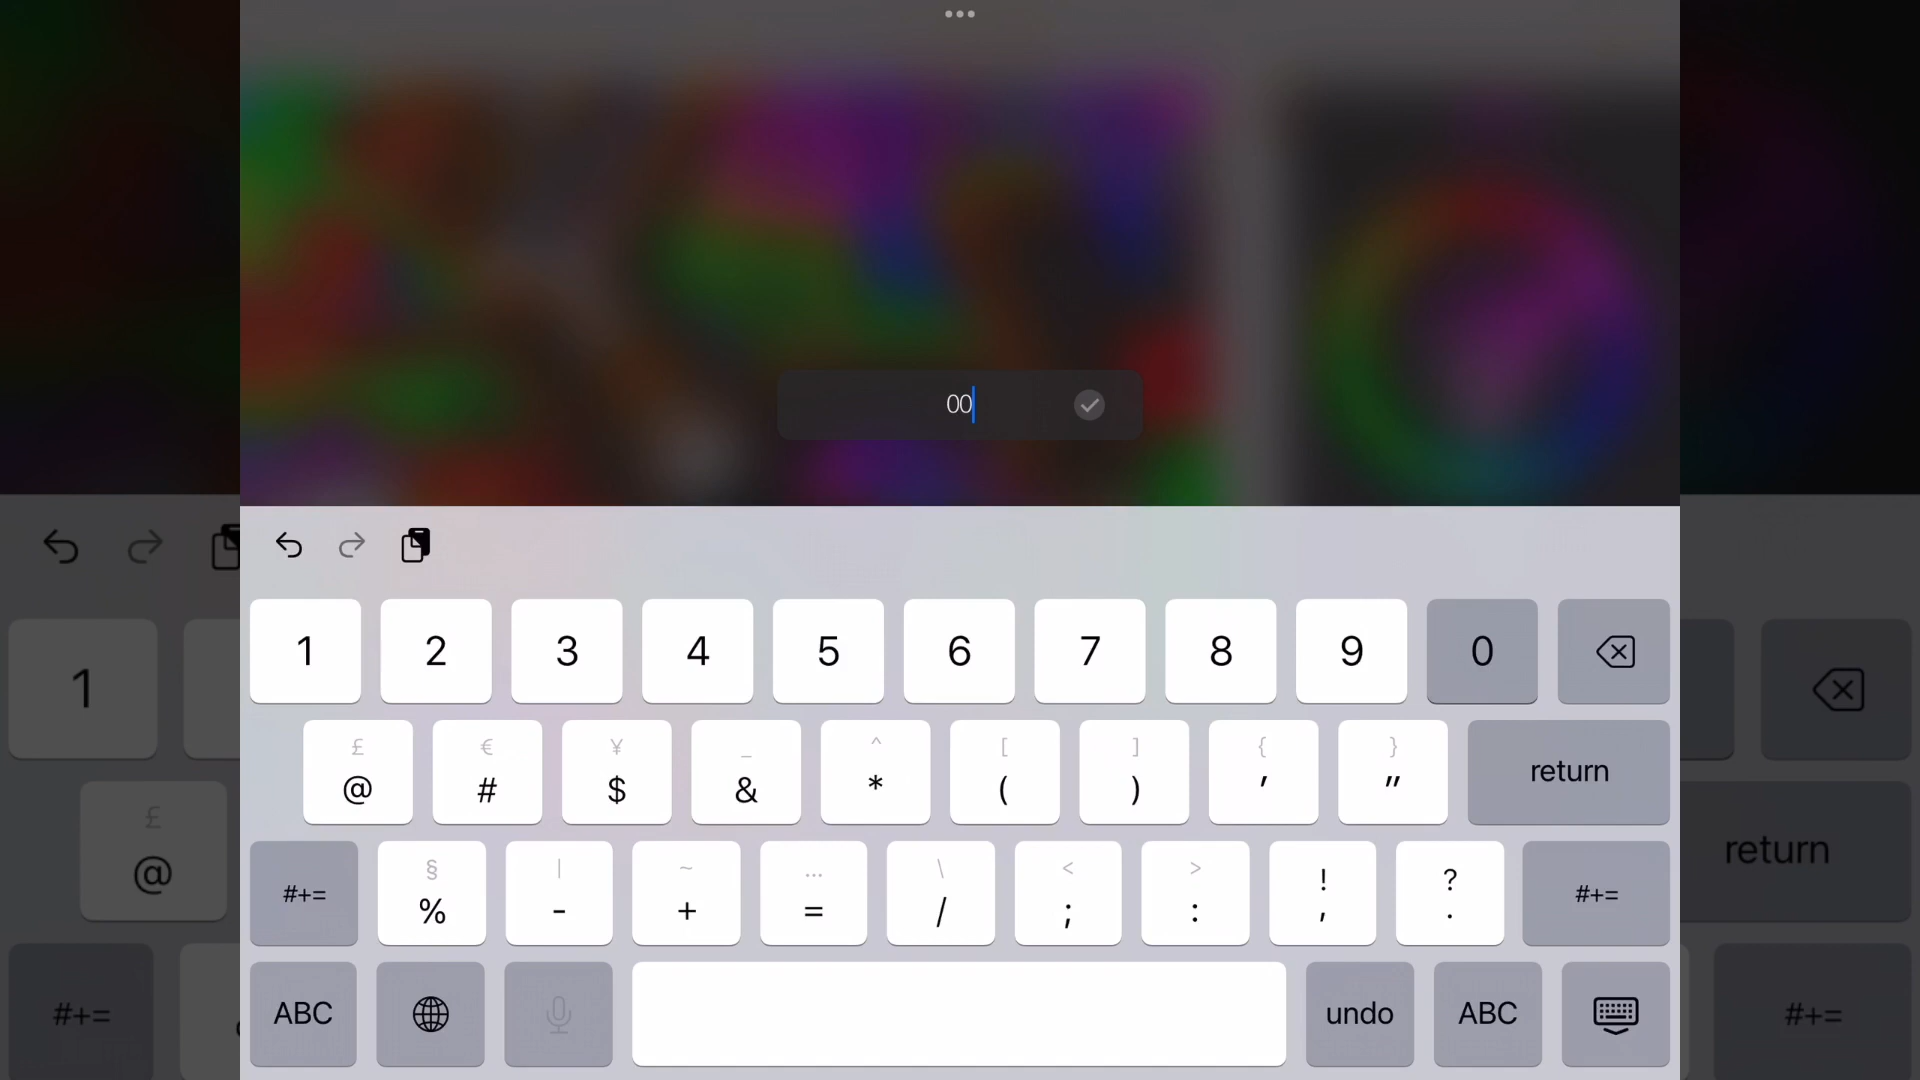 00
1 2 3 4 5 6 7 8 9 0
£ € ¥ _ ^ [ ] { }
@ # $ & * ( ) ' " return
§ | ~ … \ < > ! ?
#+= % - + = / ; : , . #+=
ABC undo ABC
1
£
@ return
#+= #+=